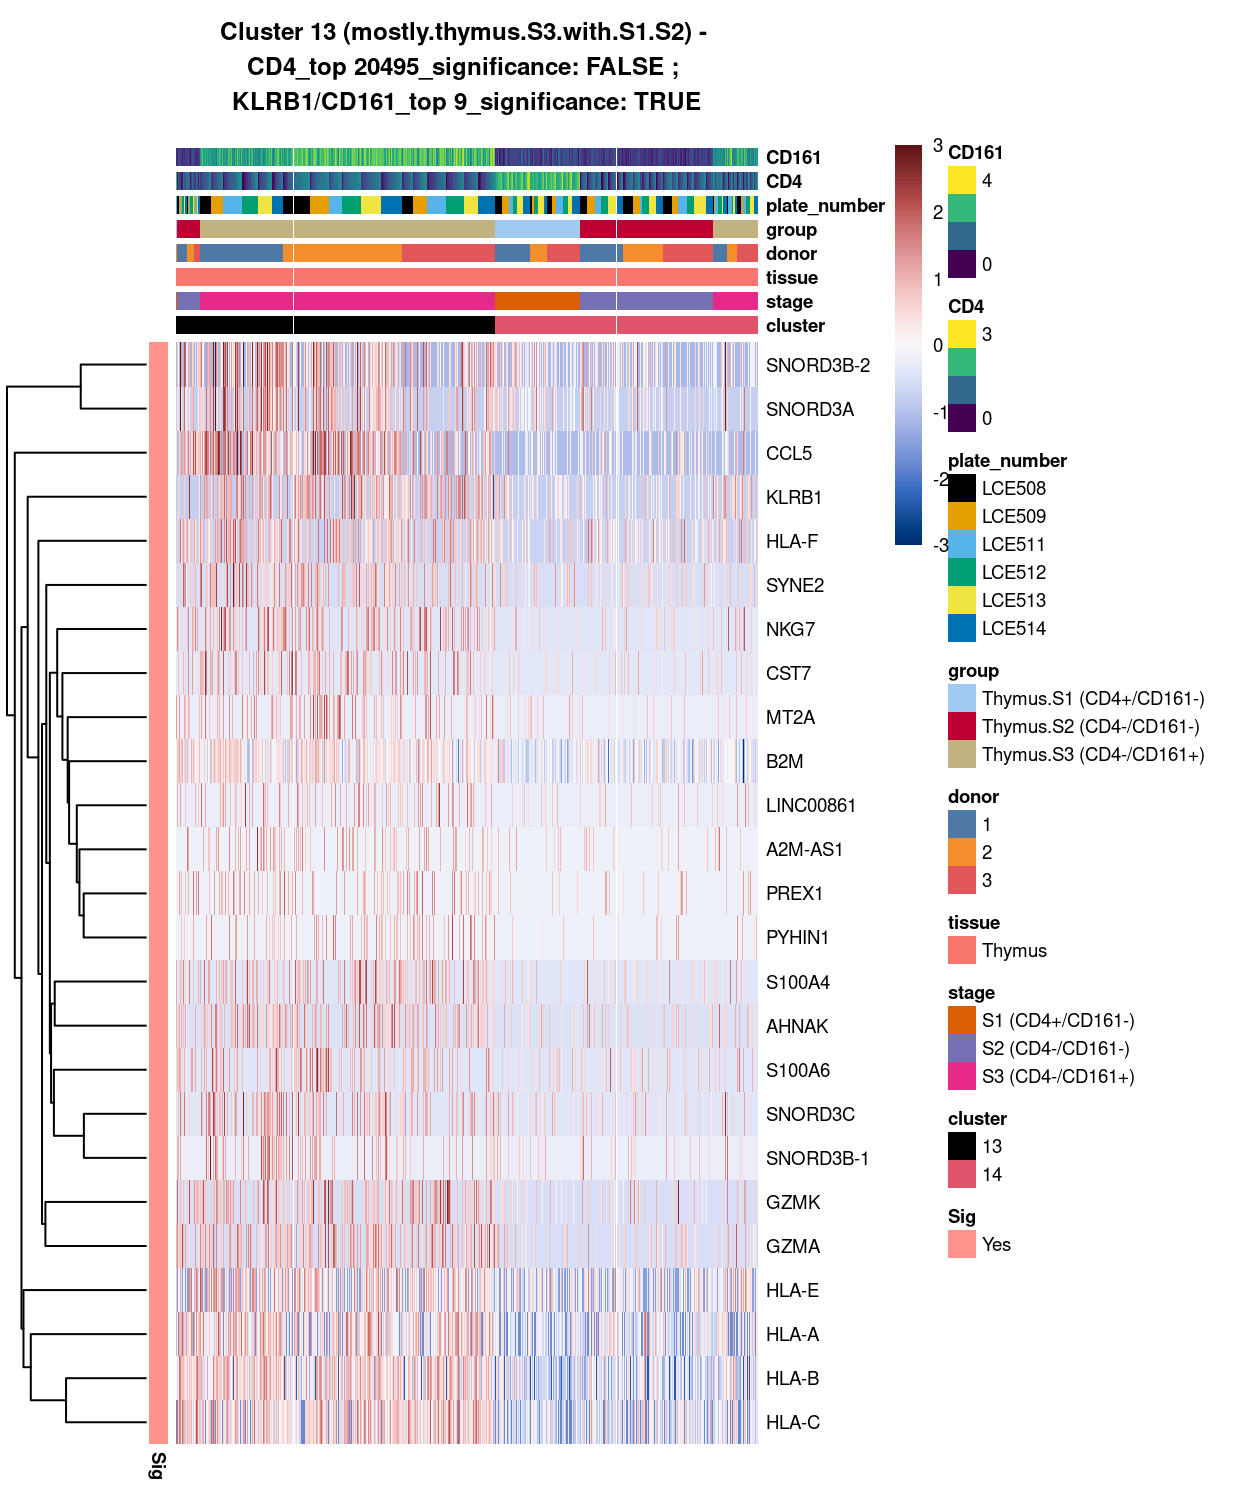 Cluster 13 (mostly.thymus.S3.with.S1.S2) -
CD4_top 20495_significance: FALSE ;
KLRB1/CD161_top 9_significance: TRUE
CD161
CD4
plate_number
group
donor
tissue
stage
cluster
SNORD3B-2
SNORD3A
CCL5
KLRB1
HLA-F
SYNE2
NKG7
CST7
MT2A
B2M
LINC00861
A2M-AS1
PREX1
PYHIN1
S100A4
AHNAK
S100A6
SNORD3C
SNORD3B-1
GZMK
GZMA
HLA-E
HLA-A
HLA-B
HLA-C
Sig
3
2
1
0
-1
-2
-3
CD161
4
0
CD4
3
0
plate_number
LCE508
LCE509
LCE511
LCE512
LCE513
LCE514
group
Thymus.S1 (CD4+/CD161-)
Thymus.S2 (CD4-/CD161-)
Thymus.S3 (CD4-/CD161+)
donor
1
2
3
tissue
Thymus
stage
S1 (CD4+/CD161-)
S2 (CD4-/CD161-)
S3 (CD4-/CD161+)
cluster
13
14
Sig
Yes